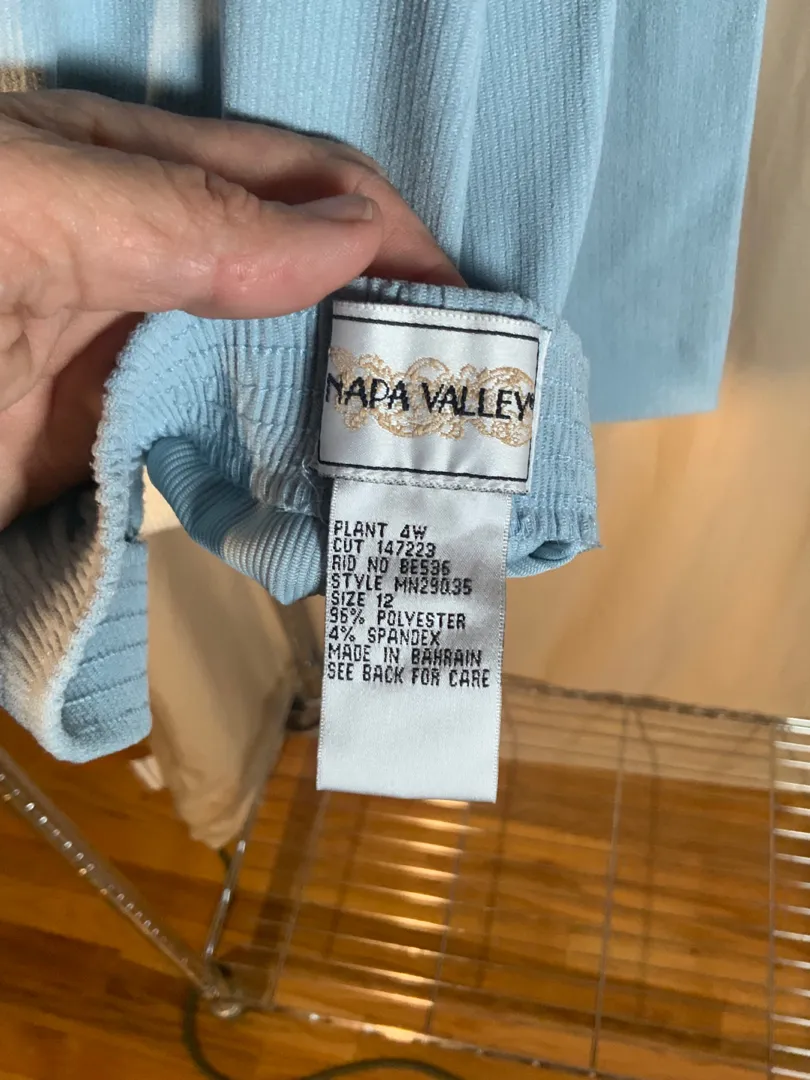 NAPA VALLEY
PLANT 4W
CUT 147223
RID NO BE536
STYLE MN29035
SIZE 12
96% POLYESTER
4% SPANDEX
MADE IN BAHRAIN
SEE BACK FOR CARE